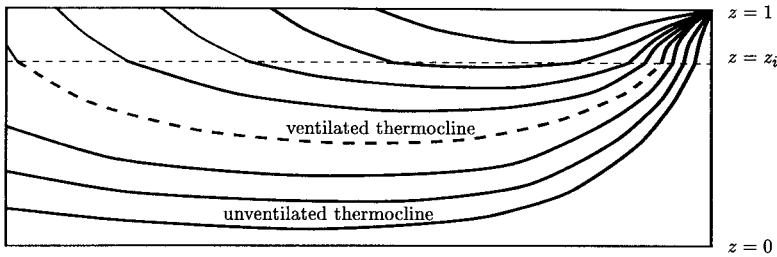 z = 1
z = z_i
ventilated thermocline
unventilated thermocline
z = 0